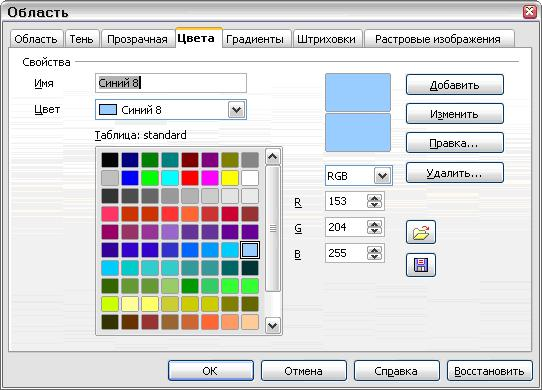 Область
Область Тень Прозрачная Цвета Градиенты Штриховки Растровые изображения
Свойства
Имя Синий 8 Добавить
Цвет Синий 8 Изменить
Таблица: standard Правка...
RGB Удалить...
R 153
G 204
B 255
OK Отмена Справка Восстановить